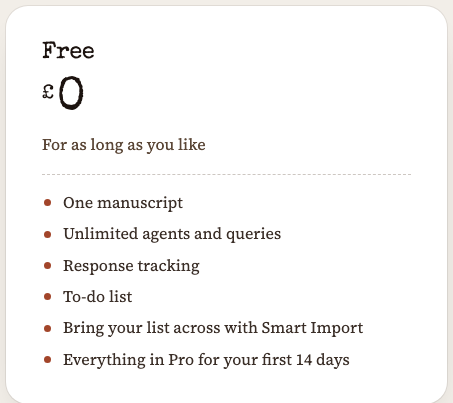 Free
£0
For as long as you like
One manuscript
Unlimited agents and queries
Response tracking
To-do list
Bring your list across with Smart Import
Everything in Pro for your first 14 days